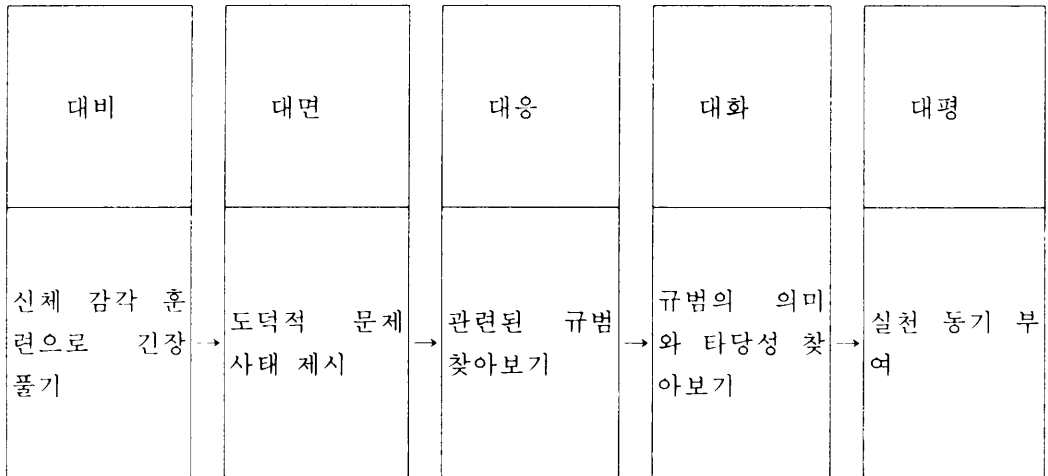 대비
대면
대응
대화
대평
신체 감각 훈
련으로 긴장
풀기
→
도덕적 문제
사태 제시
→
관련된 규범
찾아보기
→
규범의 의미
와 타당성 찾
아보기
→
실천 동기 부
여